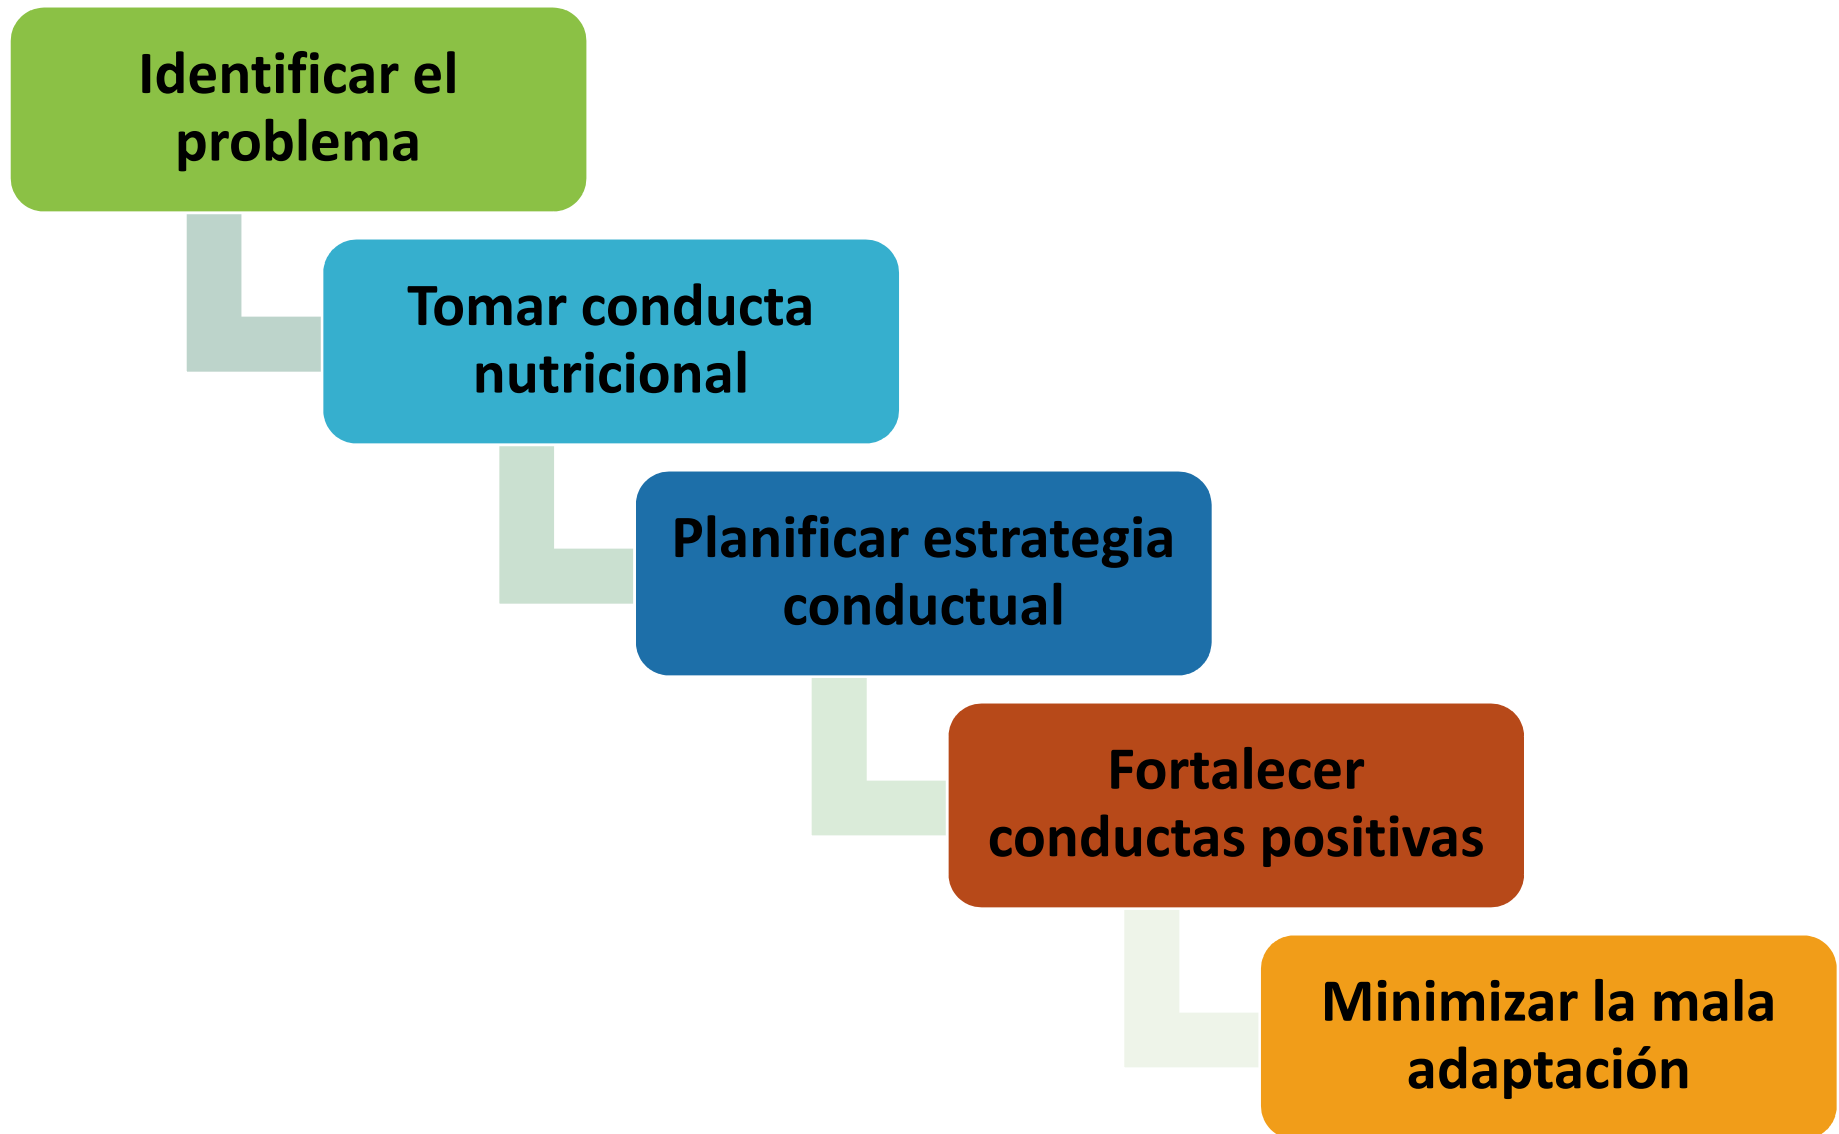 Identificar el
problema
Tomar conducta
nutricional
Planificar estrategia
conductual
Fortalecer
conductas positivas
Minimizar la mala
adaptación